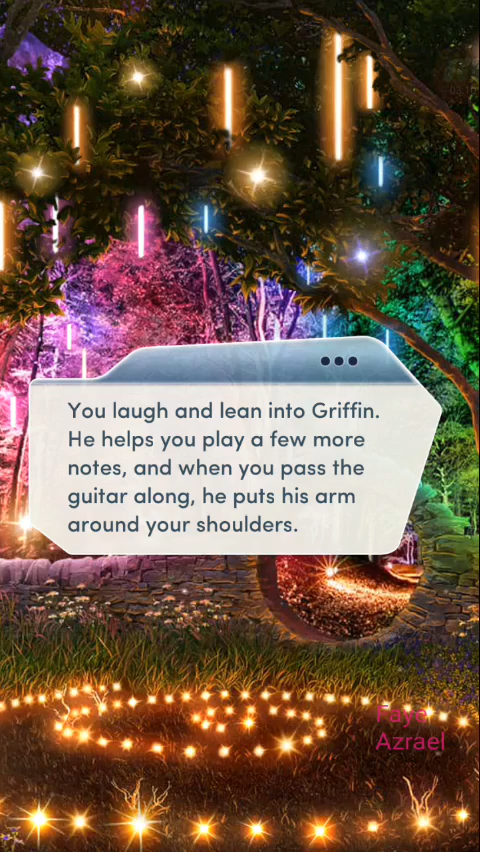 You laugh and lean into Griffin.
He helps you play a few more
notes, and when you pass the
guitar along, he puts his arm
around your shoulders.
Faye
Azrael